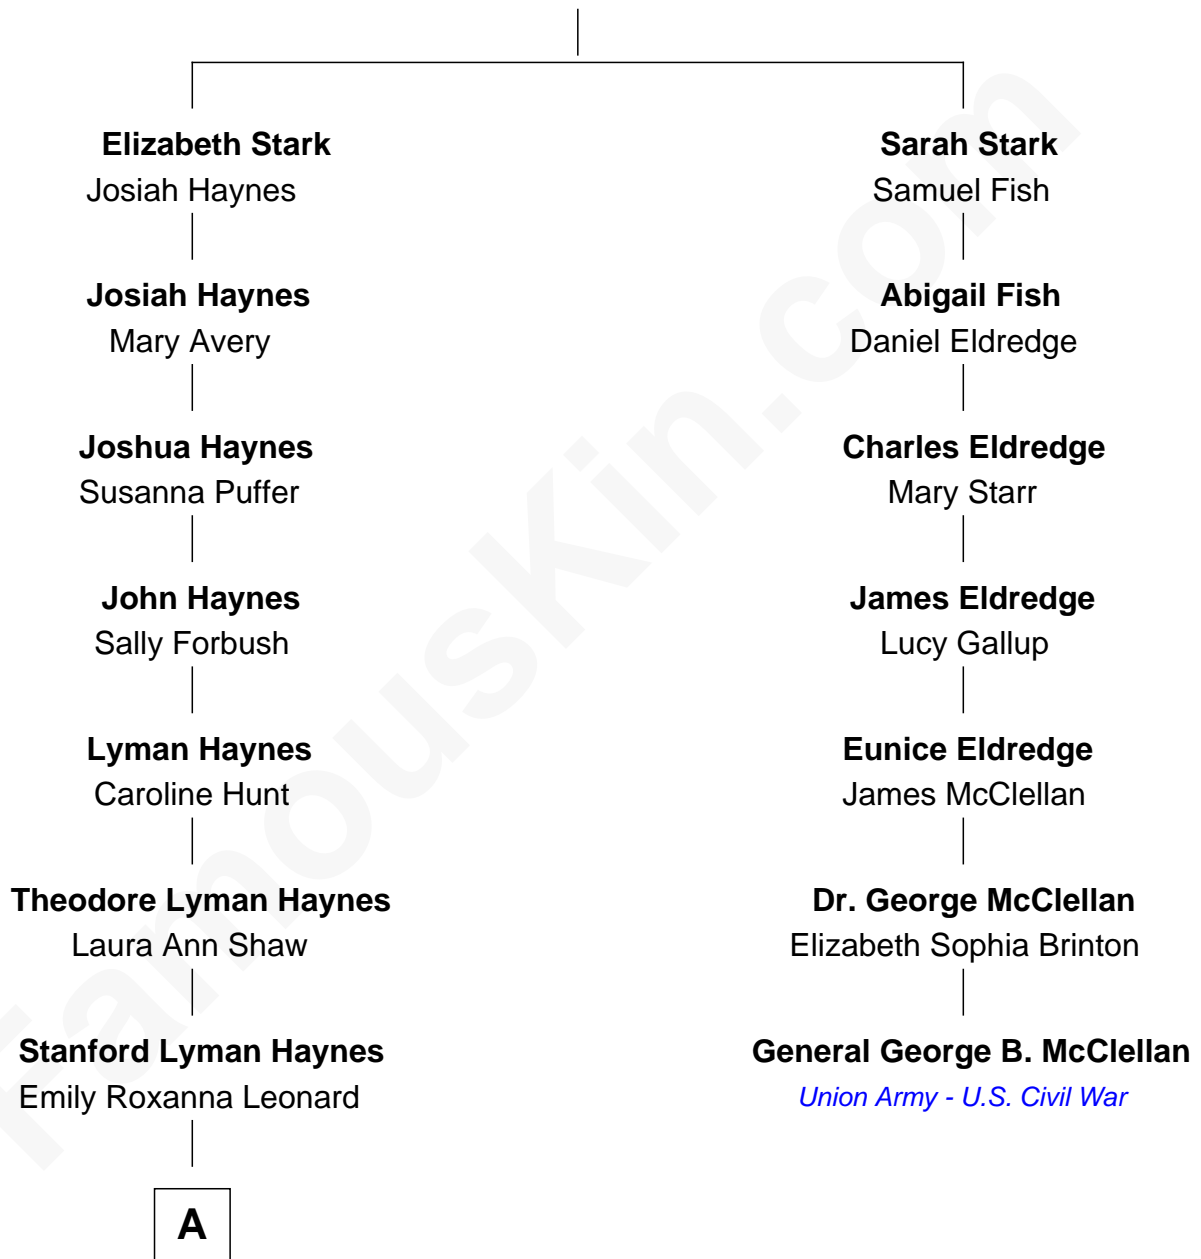 Elizabeth Stark
Josiah Haynes
Josiah Haynes
Mary Avery
Joshua Haynes
Susanna Puffer
John Haynes
Sally Forbush
Lyman Haynes
Caroline Hunt
Theodore Lyman Haynes
Laura Ann Shaw
Stanford Lyman Haynes
Emily Roxanna Leonard
A
Sarah Stark
Samuel Fish
Abigail Fish
Daniel Eldredge
Charles Eldredge
Mary Starr
James Eldredge
Lucy Gallup
Eunice Eldredge
James McClellan
Dr. George McClellan
Elizabeth Sophia Brinton
General George B. McClellan
Union Army - U.S. Civil War
FamousKin.com